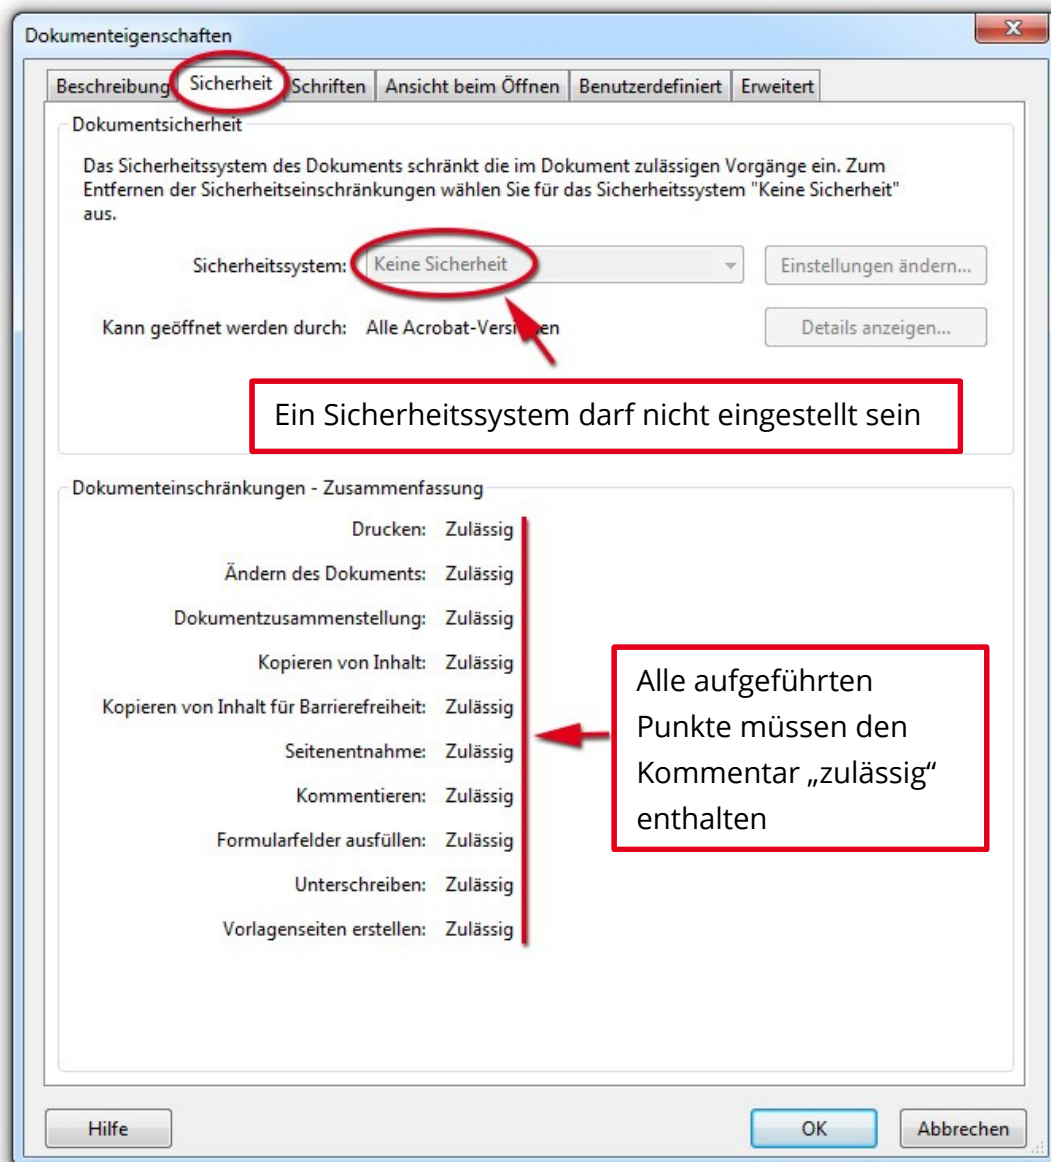 Dokumenteigenschaften
Beschreibung Sicherheit Schriften Ansicht beim Öffnen Benutzerdefiniert Erweitert
Dokumentsicherheit
Das Sicherheitssystem des Dokuments schränkt die im Dokument zulässigen Vorgänge ein. Zum
Entfernen der Sicherheitseinschränkungen wählen Sie für das Sicherheitssystem "Keine Sicherheit"
aus.
Sicherheitssystem: Keine Sicherheit Einstellungen ändern...
Kann geöffnet werden durch: Alle Acrobat-Versionen Details anzeigen...
Ein Sicherheitssystem darf nicht eingestellt sein
Dokumenteinschränkungen - Zusammenfassung
Drucken: Zulässig
Ändern des Dokuments: Zulässig
Dokumentzusammenstellung: Zulässig
Kopieren von Inhalt: Zulässig
Kopieren von Inhalt für Barrierefreiheit: Zulässig
Seitenentnahme: Zulässig
Kommentieren: Zulässig
Formularfelder ausfüllen: Zulässig
Unterschreiben: Zulässig
Vorlagenseiten erstellen: Zulässig
Alle aufgeführten
Punkte müssen den
Kommentar „zulässig“
enthalten
Hilfe OK Abbrechen